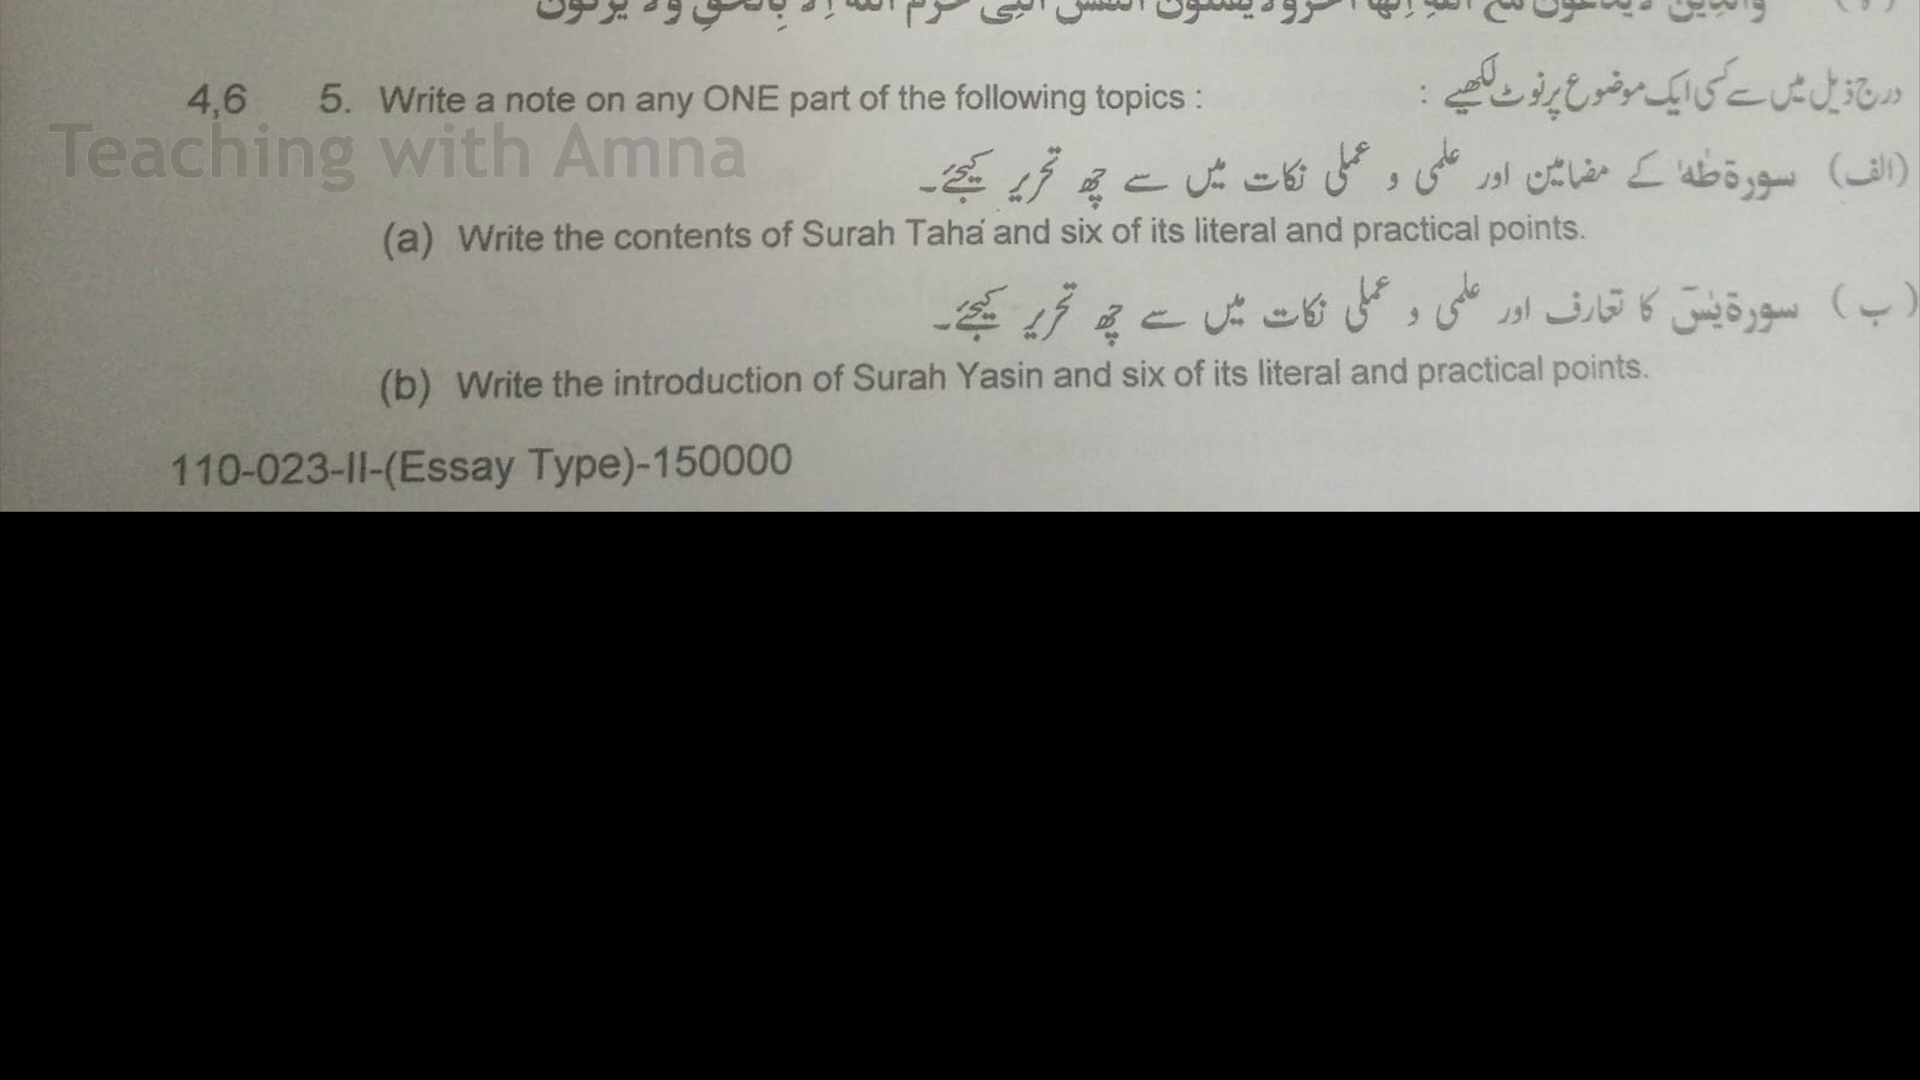 4,6 5. Write a note on any ONE part of the following topics : درج ذیل میں سے کسی ایک موضوع پر نوٹ لکھیے :
Teaching with Amna
(الف) سورۃ طٰهٰ کے مضامین اور علمی و عملی نکات میں سے چھ تحریر کیجئے۔
(a) Write the contents of Surah Taha and six of its literal and practical points.
(ب) سورۃ یٰسٓ کا تعارف اور علمی و عملی نکات میں سے چھ تحریر کیجئے۔
(b) Write the introduction of Surah Yasin and six of its literal and practical points.
110-023-II-(Essay Type)-150000